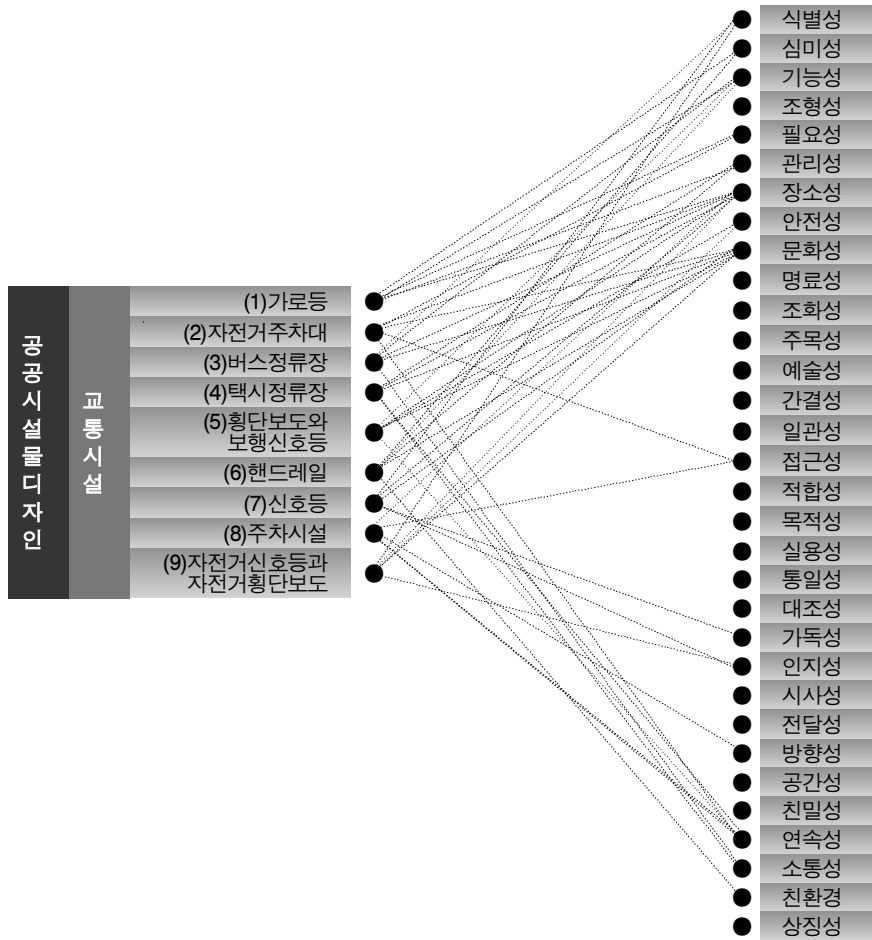 공공시설물디자인
교통시설
(1)가로등
(2)자전거주차대
(3)버스정류장
(4)택시정류장
(5)횡단보도와
보행신호등
(6)핸드레일
(7)신호등
(8)주차시설
(9)자전거신호등과
자전거횡단보도
식별성
심미성
기능성
조형성
필요성
관리성
장소성
안전성
문화성
명료성
조화성
주목성
예술성
간결성
일관성
접근성
적합성
목적성
실용성
통일성
대조성
가독성
인지성
시사성
전달성
방향성
공간성
친밀성
연속성
소통성
친환경
상징성